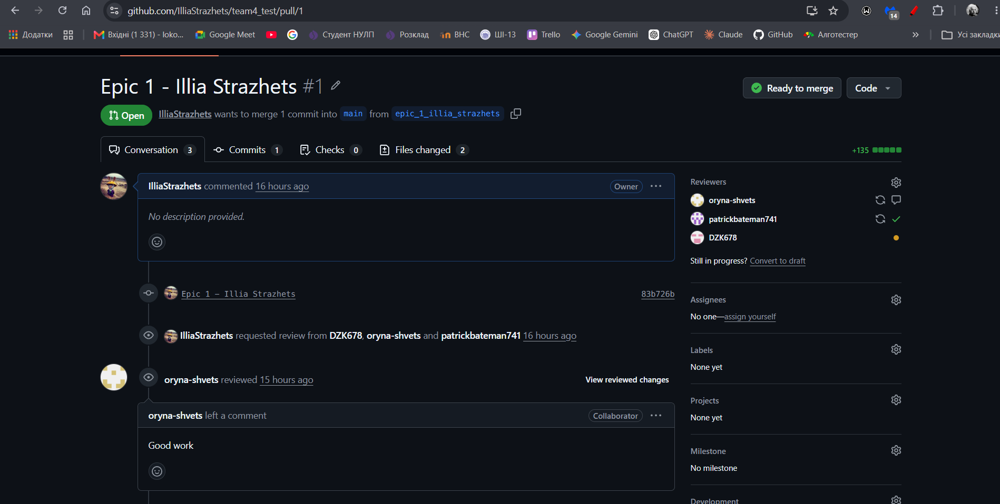 github.com/IlliaStrazhets/team4_test/pull/1
14
Додатки
Вхідні (1 331) - loko...
Google Meet
Студент НУЛП
Розклад
ВНС
ШІ-13
Trello
Google Gemini
ChatGPT
Claude
GitHub
Алготестер
»
Усі закладки
Epic 1 - Illia Strazhets #1
Ready to merge
Code
Open
IlliaStrazhets wants to merge 1 commit into main from epic_1_illia_strazhets
Conversation 3
Commits 1
Checks 0
Files changed 2
+135
IlliaStrazhets commented 16 hours ago
Owner
No description provided.
Epic 1 – Illia Strazhets
83b726b
IlliaStrazhets requested review from DZK678, oryna-shvets and patrickbateman741 16 hours ago
oryna-shvets reviewed 15 hours ago
View reviewed changes
oryna-shvets left a comment
Collaborator
Good work
Reviewers
oryna-shvets
patrickbateman741
DZK678
Still in progress? Convert to draft
Assignees
No one—assign yourself
Labels
None yet
Projects
None yet
Milestone
No milestone
Development